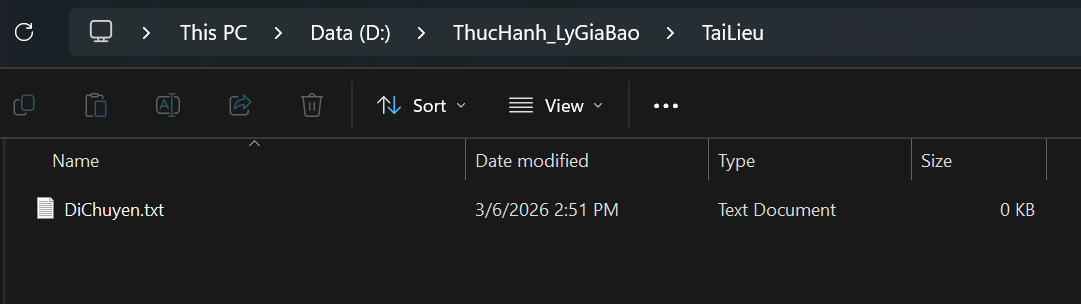 This PC > Data (D:) > ThucHanh_LyGiaBao > TaiLieu
Sort View •••
Name Date modified Type Size
DiChuyen.txt 3/6/2026 2:51 PM Text Document 0 KB